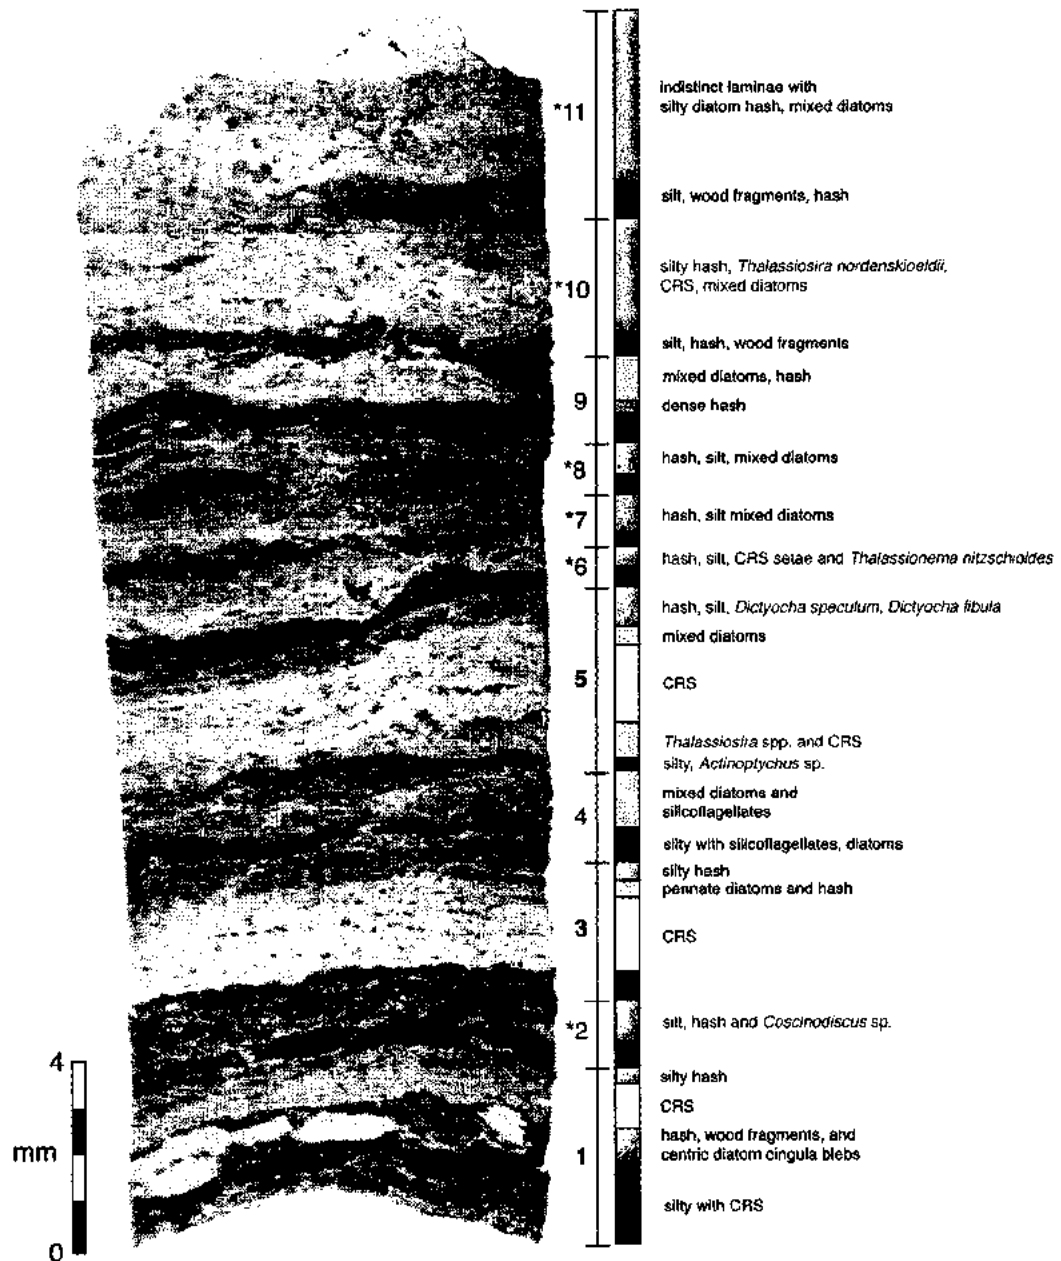 *11
indistinct laminae with
silty diatom hash, mixed diatoms
silt, wood fragments, hash
*10
silty hash, Thalassiosira nordenskioeldii,
CRS, mixed diatoms
silt, hash, wood fragments
9
mixed diatoms, hash
dense hash
*8
hash, silt, mixed diatoms
*7
hash, silt mixed diatoms
*6
hash, silt, CRS setae and Thalassionema nitzschioides
hash, silt, Dictyocha speculum, Dictyocha fibula
mixed diatoms
5
CRS
Thalassiosira spp. and CRS
silty, Actinoptychus sp.
4
mixed diatoms and
silicoflagellates
silty with silicoflagellates, diatoms
silty hash
pennate diatoms and hash
3
CRS
*2
silt, hash and Coscinodiscus sp.
silty hash
CRS
1
hash, wood fragments, and
centric diatom cingula blebs
silty with CRS
4
mm
0